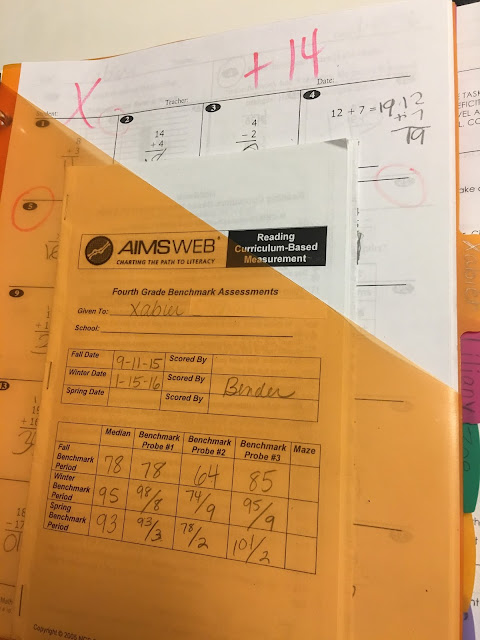 X + 14
Student: Teacher: Date:
1 2 3 4
14
+ 4
4
- 2
12 + 7 = 19
12
+ 7
19
5
9
13
AIMSWEB®
CHARTING THE PATH TO LITERACY
Reading
Curriculum-Based
Measurement
Fourth Grade Benchmark Assessments
Given To: Xabier
School:
Fall Date 9-11-15 Scored By
Winter Date 1-15-16 Scored By Bender
Spring Date Scored By
Median Benchmark Probe #1 Benchmark Probe #2 Benchmark Probe #3 Maze
Fall Benchmark Period 78 78 64 85
Winter Benchmark Period 95 98/8 74/9 95/9
Spring Benchmark Period 93 93/3 78/2 101/2
Copyright © 2005